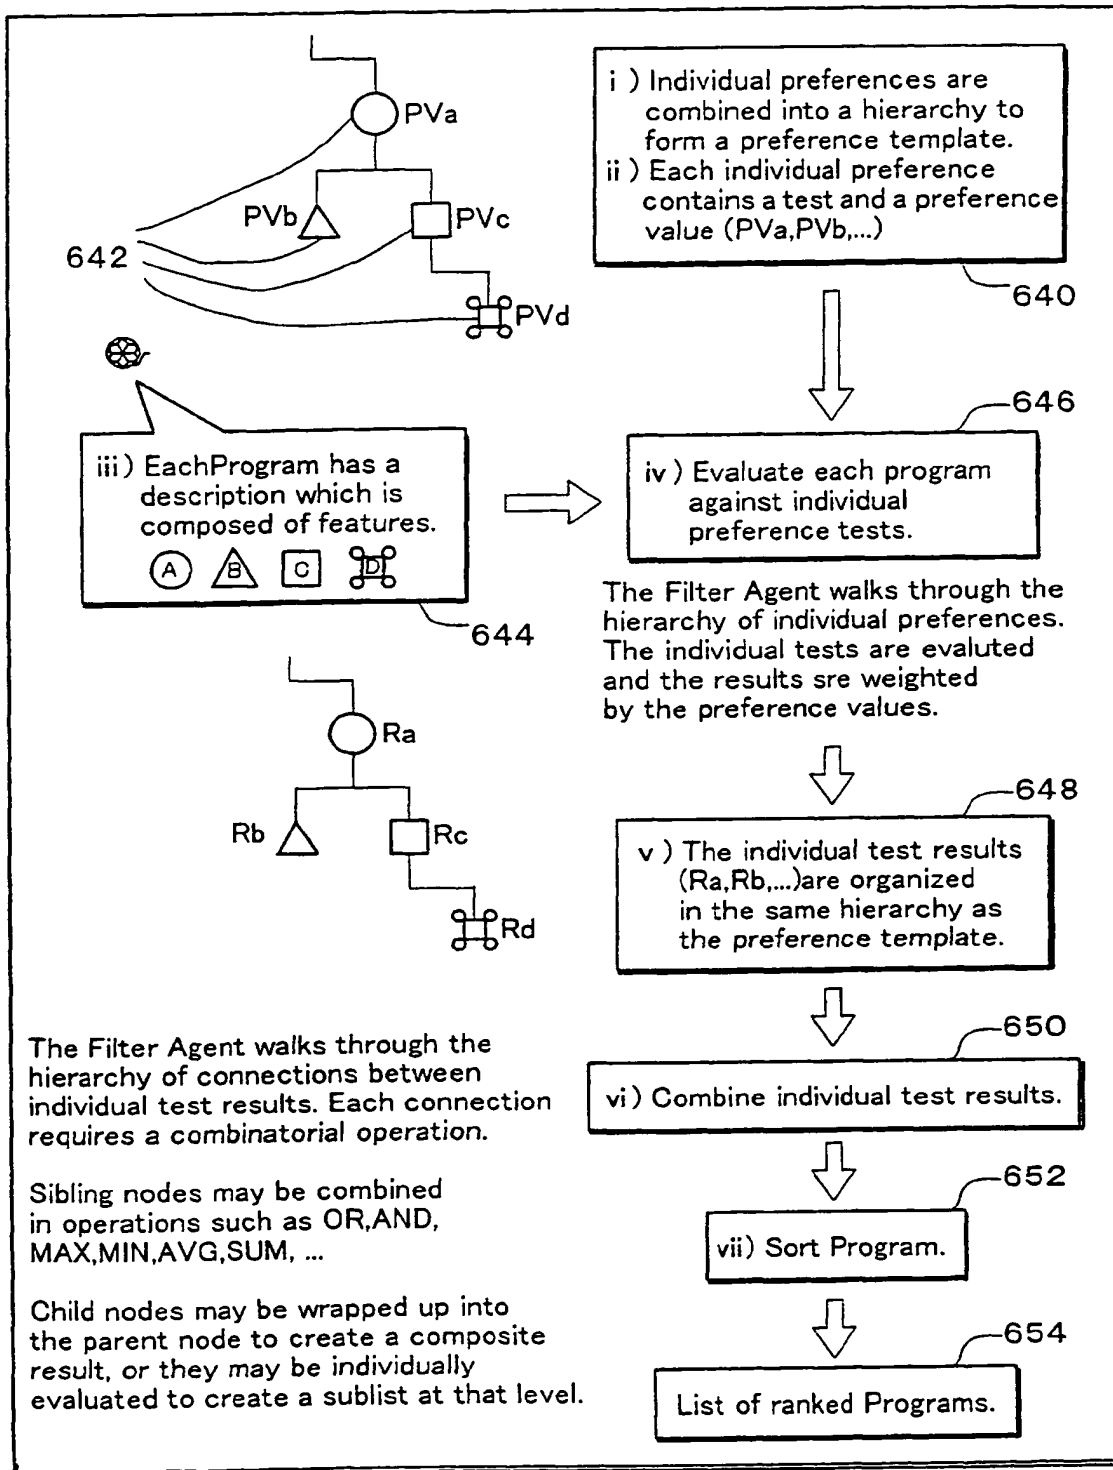 PVa
PVb
PVc
642
PVd
i ) Individual preferences are
combined into a hierarchy to
form a preference template.
ii ) Each individual preference
contains a test and a preference
value (PVa,PVb,...)
640
646
iii ) EachProgram has a
description which is
composed of features.
A B C D
644
iv ) Evaluate each program
against individual
preference tests.
The Filter Agent walks through the
hierarchy of individual preferences.
The individual tests are evaluted
and the results sre weighted
by the preference values.
Ra
Rb
Rc
Rd
648
v ) The individual test results
(Ra,Rb,...)are organized
in the same hierarchy as
the preference template.
650
vi ) Combine individual test results.
The Filter Agent walks through the
hierarchy of connections between
individual test results. Each connection
requires a combinatorial operation.
Sibling nodes may be combined
in operations such as OR,AND,
MAX,MIN,AVG,SUM, ...
Child nodes may be wrapped up into
the parent node to create a composite
result, or they may be individually
evaluated to create a sublist at that level.
652
vii ) Sort Program.
654
List of ranked Programs.